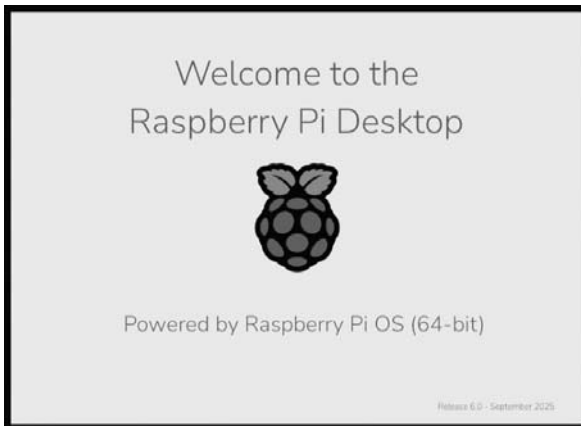 Welcome to the
Raspberry Pi Desktop
Powered by Raspberry Pi OS (64-bit)
Release 6.0 - September 2025